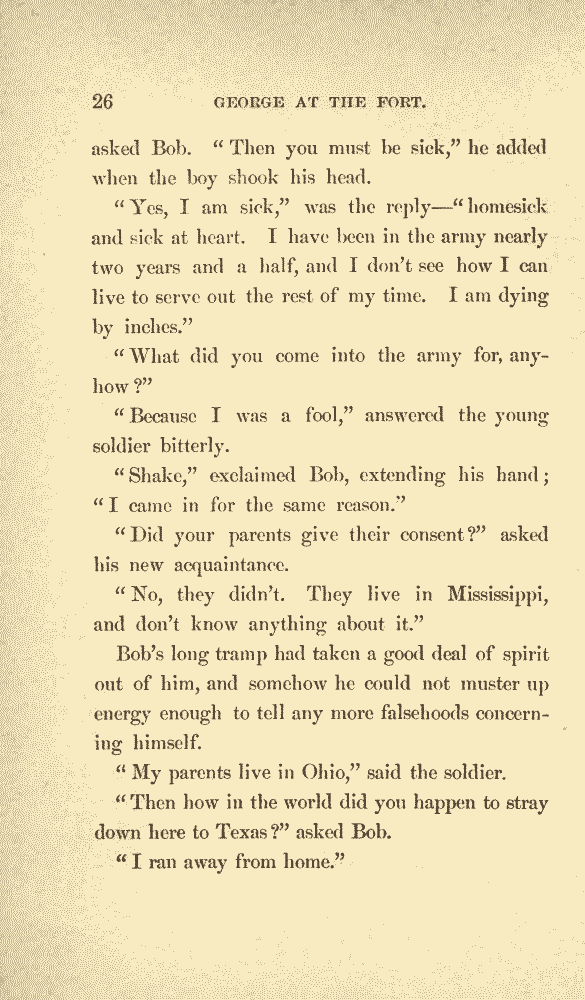 26 GEORGE AT THE FORT.
asked Bob. “Then you must be sick,” he added
when the boy shook his head.
“Yes, I am sick,” was the reply—“homesick
and sick at heart. I have been in the army nearly
two years and a half, and I don’t see how I can
live to serve out the rest of my time. I am dying
by inches.”
“What did you come into the army for, any-
how?”
“Because I was a fool,” answered the young
soldier bitterly.
“Shake,” exclaimed Bob, extending his hand;
“I came in for the same reason.”
“Did your parents give their consent?” asked
his new acquaintance.
“No, they didn’t. They live in Mississippi,
and don’t know anything about it.”
Bob’s long tramp had taken a good deal of spirit
out of him, and somehow he could not muster up
energy enough to tell any more falsehoods concern-
ing himself.
“My parents live in Ohio,” said the soldier.
“Then how in the world did you happen to stray
down here to Texas?” asked Bob.
“I ran away from home.”